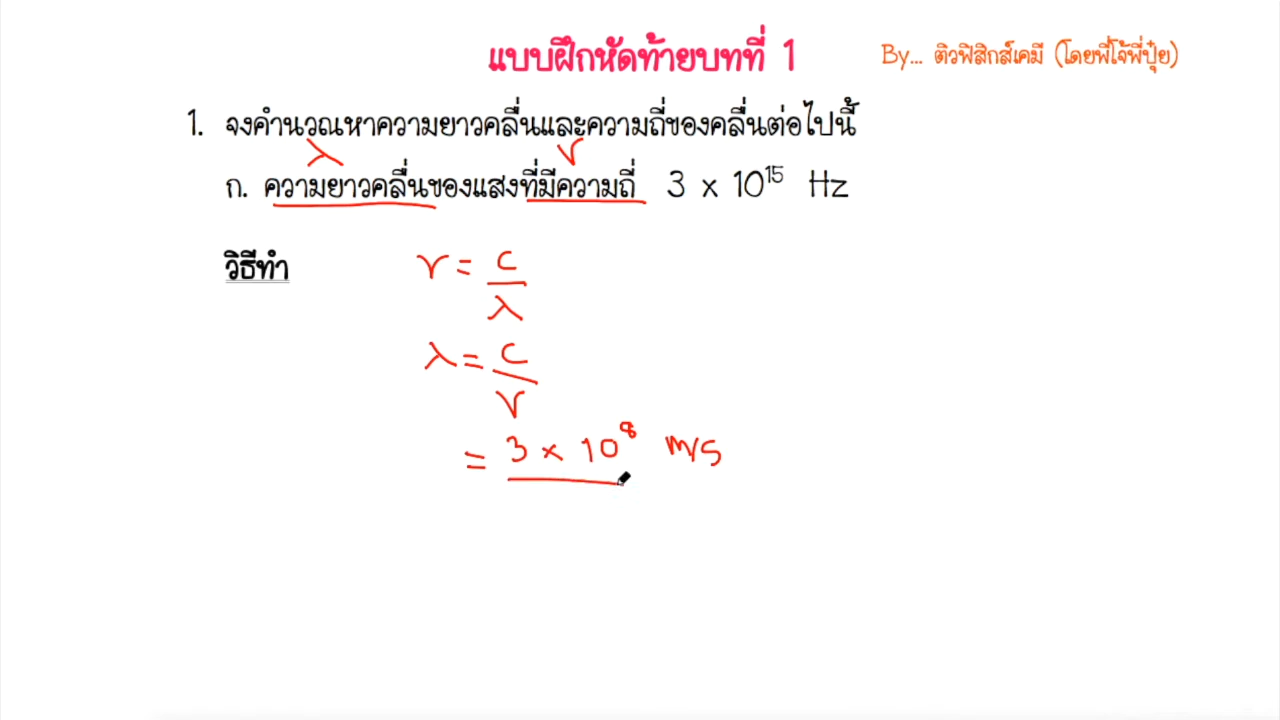 แบบฝึกหัดท้ายบทที่ 1
By... ติวฟิสิกส์เคมี (โดยพี่โจ้พี่ปุ๋ย)
1. จงคำนวณหาความยาวคลื่นและความถี่ของคลื่นต่อไปนี้
λ ν
ก. ความยาวคลื่นของแสงที่มีความถี่ 3 x 10¹⁵ Hz
วิธีทำ ν = c/λ
λ = c/ν
= 3 × 10⁸ m/s